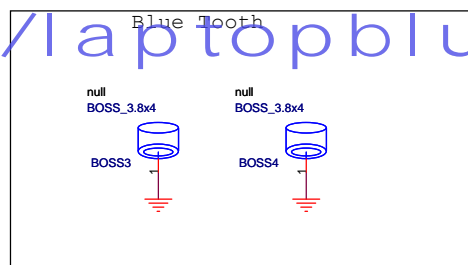 Blue Tooth
/laptopblu
null
BOSS_3.8x4
BOSS3
1
null
BOSS_3.8x4
BOSS4
1